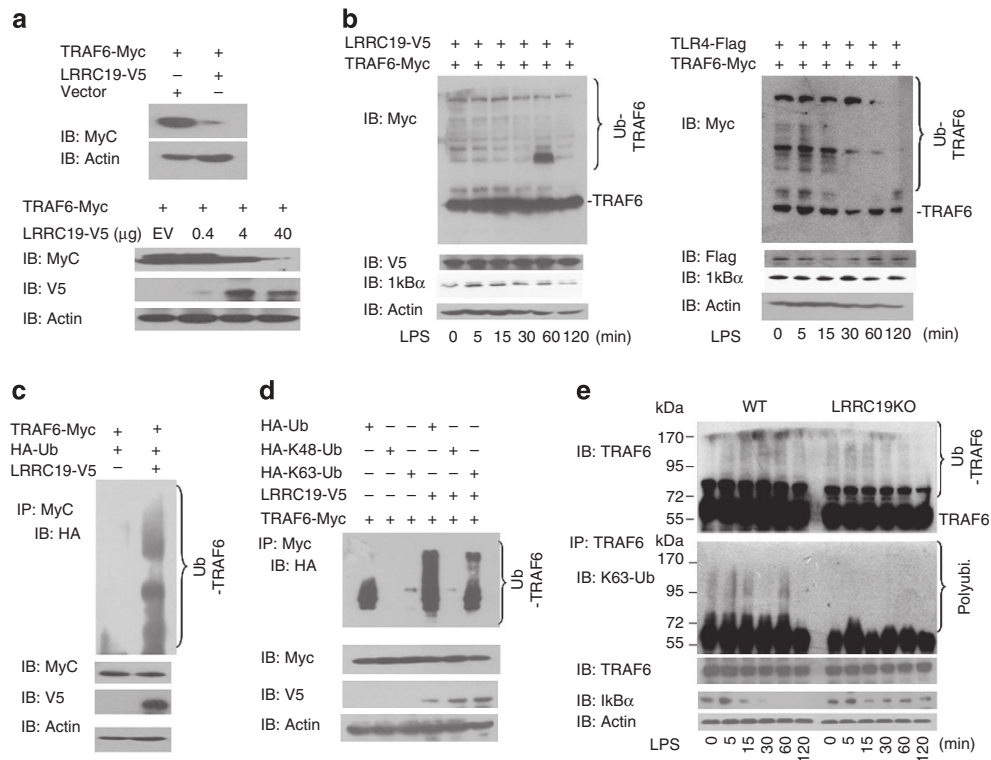 a
TRAF6-Myc + +
LRRC19-V5 – +
Vector + –
IB: MyC
IB: Actin
TRAF6-Myc + + + +
LRRC19-V5 (μg) EV 0.4 4 40
IB: MyC
IB: V5
IB: Actin
b
LRRC19-V5 + + + + + +
TRAF6-Myc + + + + + +
IB: Myc
Ub-
TRAF6
-TRAF6
IB: V5
IB: 1kBα
IB: Actin
LPS 0 5 15 30 60 120 (min)
TLR4-Flag + + + + + +
TRAF6-Myc + + + + + +
IB: Myc
Ub-
TRAF6
-TRAF6
IB: Flag
IB: 1kBα
IB: Actin
LPS 0 5 15 30 60 120 (min)
c
TRAF6-Myc + +
HA-Ub + +
LRRC19-V5 – +
IP: MyC
IB: HA
Ub
-TRAF6
IB: MyC
IB: V5
IB: Actin
d
HA-Ub + – – + – –
HA-K48-Ub – + – – + –
HA-K63-Ub – – + – – +
LRRC19-V5 – – – + + +
TRAF6-Myc + + + + + +
IP: Myc
IB: HA
Ub
-TRAF6
IB: Myc
IB: V5
IB: Actin
e
kDa WT LRRC19KO
IB: TRAF6
170
95
72
55
Ub
-TRAF6
TRAF6
IP: TRAF6
kDa
IB: K63-Ub
170
95
72
55
Polyubi.
IB: TRAF6
IB: IkBα
IB: Actin
LPS 0 5 15 30 60 120 0 5 15 30 60 120 (min)